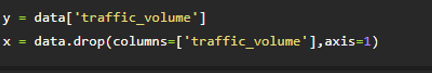 y = data['traffic_volume']
x = data.drop(columns=['traffic_volume'],axis=1)